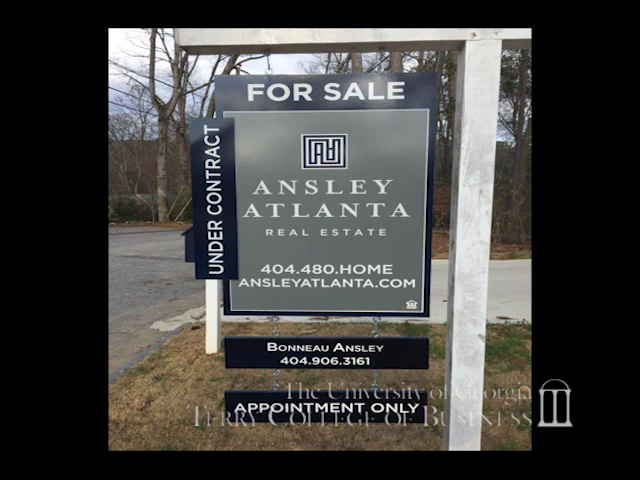 FOR SALE
UNDER CONTRACT
ANSLEY
ATLANTA
REAL ESTATE
404.480.HOME
ANSLEYATLANTA.COM
BONNEAU ANSLEY
404.906.3161
APPOINTMENT ONLY
The University of Georgia
Terry College of Business